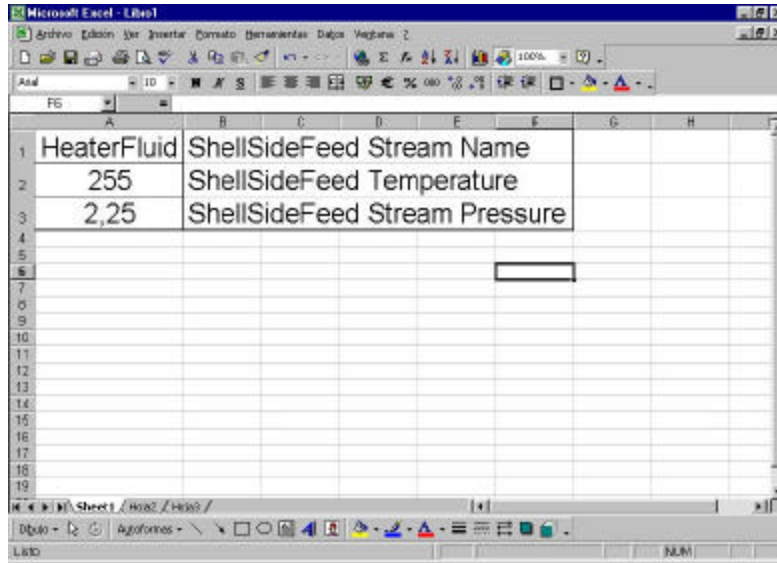 Microsoft Excel - Libro1
Archivo Edición Ver Insertar Formato Herramientas Datos Ventana ?
100%
Arial 10 N K S € % 000
F6 =
A B C D E F G H
1 HeaterFluid ShellSideFeed Stream Name
2 255 ShellSideFeed Temperature
3 2,25 ShellSideFeed Stream Pressure
4
5
6
7
8
9
10
11
12
13
14
15
16
17
18
19
Sheet1 / Hoja2 / Hoja3 /
Dibujo Autoformas
Listo NUM